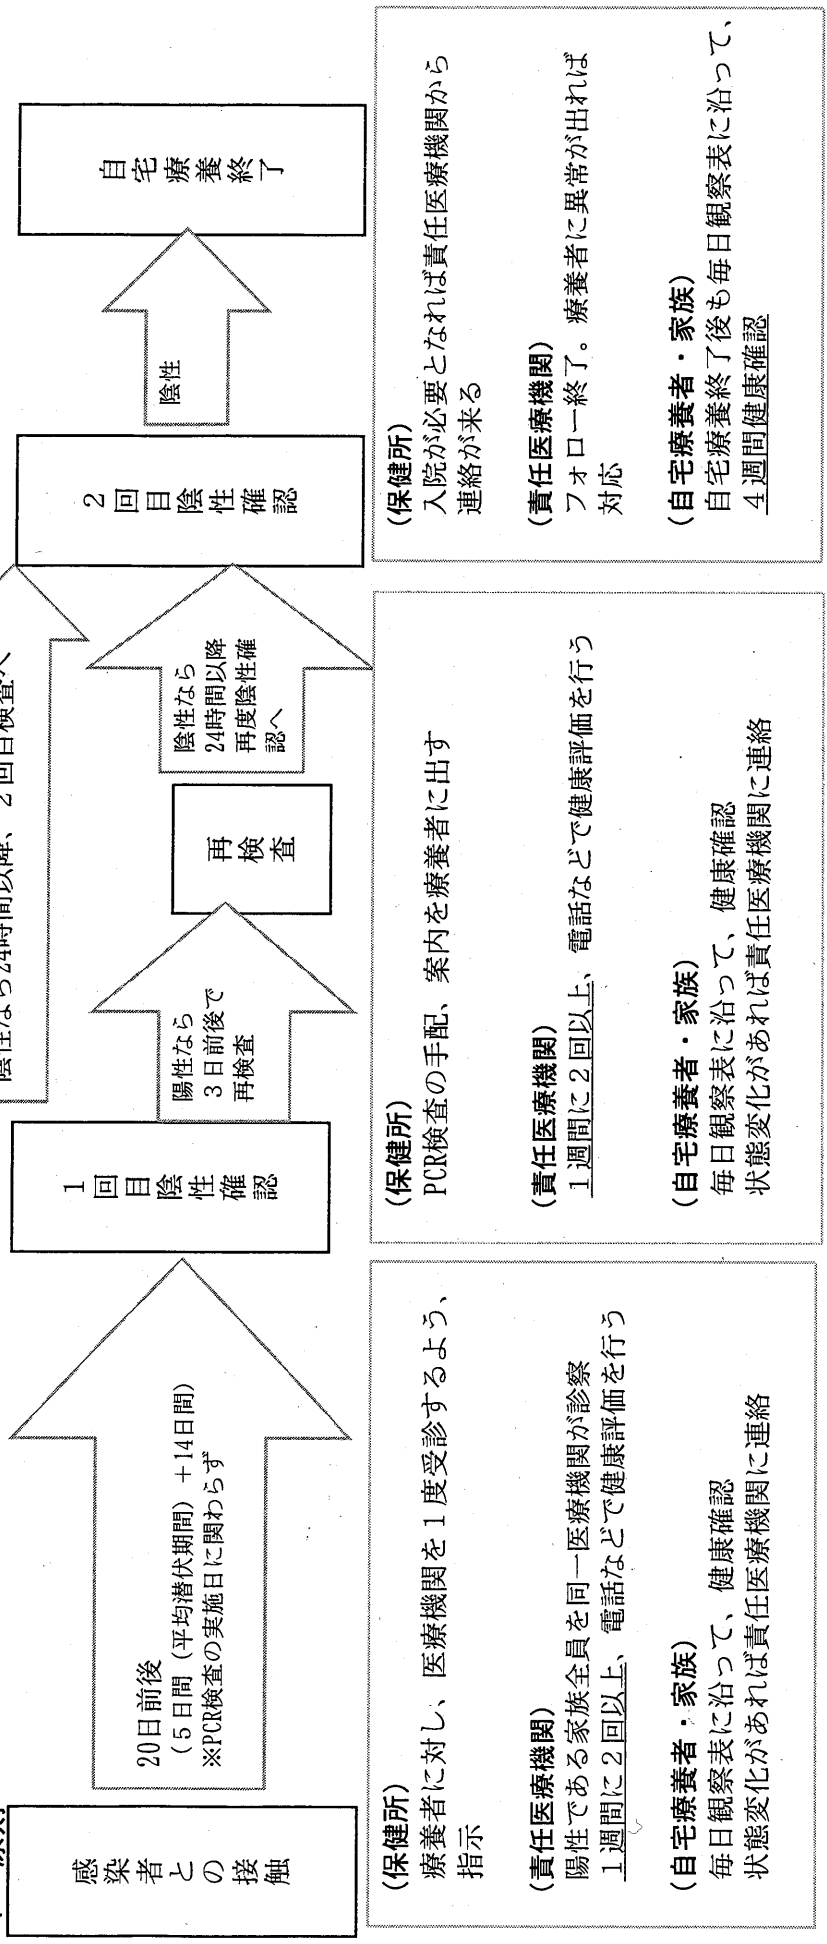 感染者との接触
20日前後
(5日間(平均潜伏期間)+14日間)
※PCR検査の実施日に関わらず
1回目陰性確認
陰性なら24時間以降、2回目検査へ
陽性なら
3日前後で
再検査
再検査
陰性なら
24時間以降
再度陰性確
認へ
2回目陰性確認
陰性
自宅療養終了
(保健所)
療養者に対し、医療機関を1度受診するよう、
指示
(責任医療機関)
陽性である家族全員を同一医療機関が診察
1週間に2回以上、電話などで健康評価を行う
(自宅療養者・家族)
毎日観察表に沿って、健康確認
状態変化があれば責任医療機関に連絡
(保健所)
PCR検査の手配、案内を療養者に出す
(責任医療機関)
1週間に2回以上、電話などで健康評価を行う
(自宅療養者・家族)
毎日観察表に沿って、健康確認
状態変化があれば責任医療機関に連絡
(保健所)
入院が必要となれば責任医療機関から
連絡が来る
(責任医療機関)
フォロー終了。療養者に異常が出れば
対応
(自宅療養者・家族)
自宅療養終了後も毎日観察表に沿って、
4週間健康確認